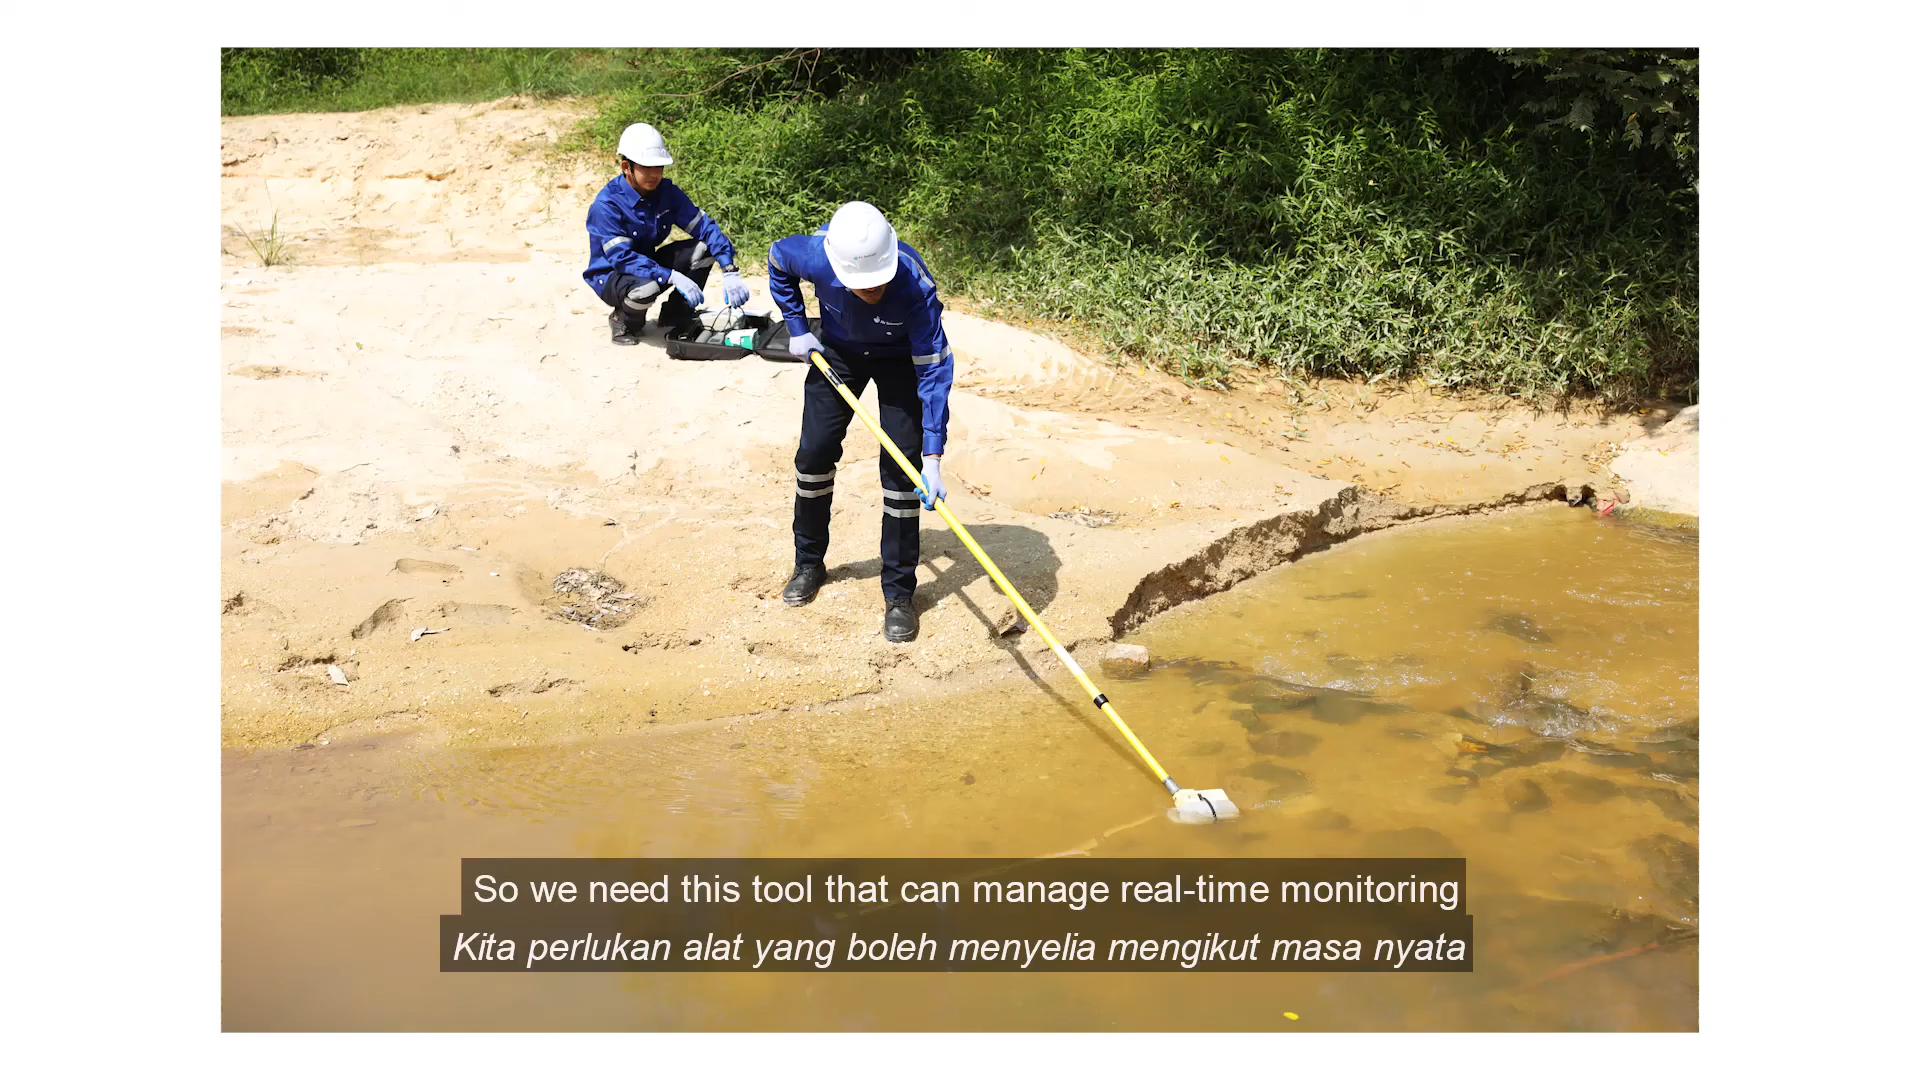 So we need this tool that can manage real-time monitoring
Kita perlukan alat yang boleh menyelia mengikut masa nyata